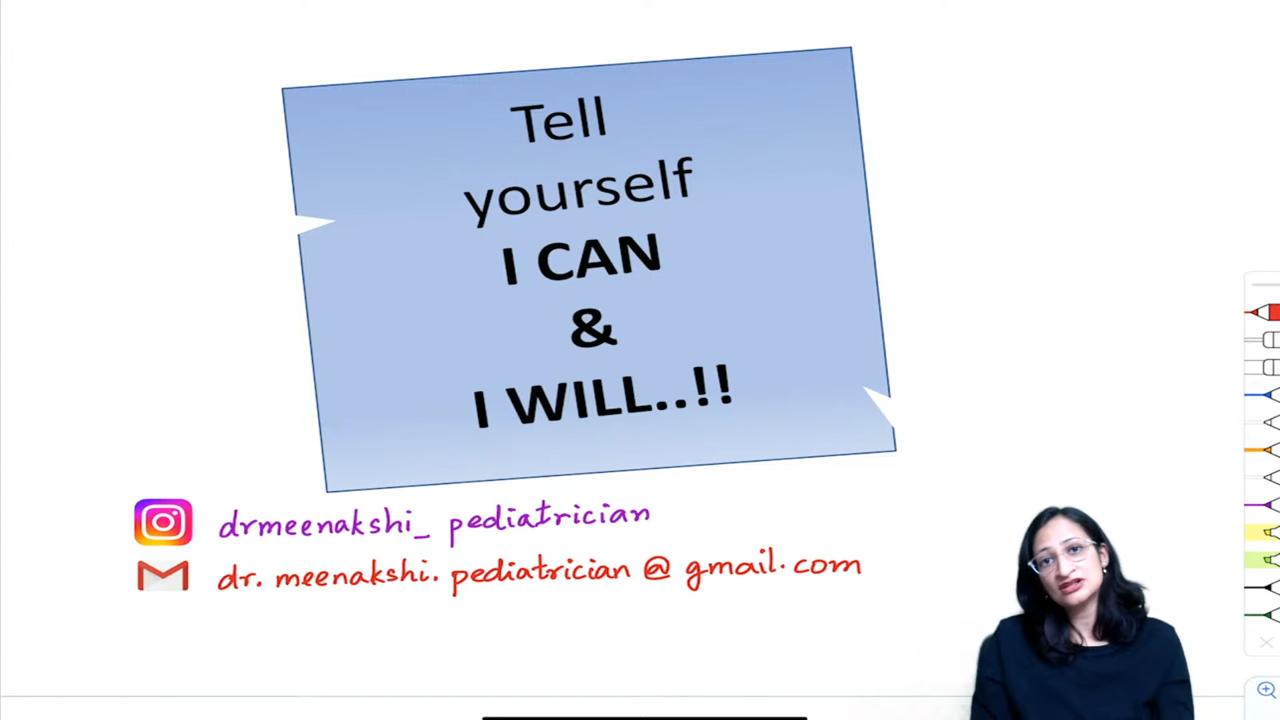 Tell
yourself
I CAN
&
I WILL..!!
drmeenakshi_ pediatrician
dr. meenakshi. pediatrician @ gmail.com